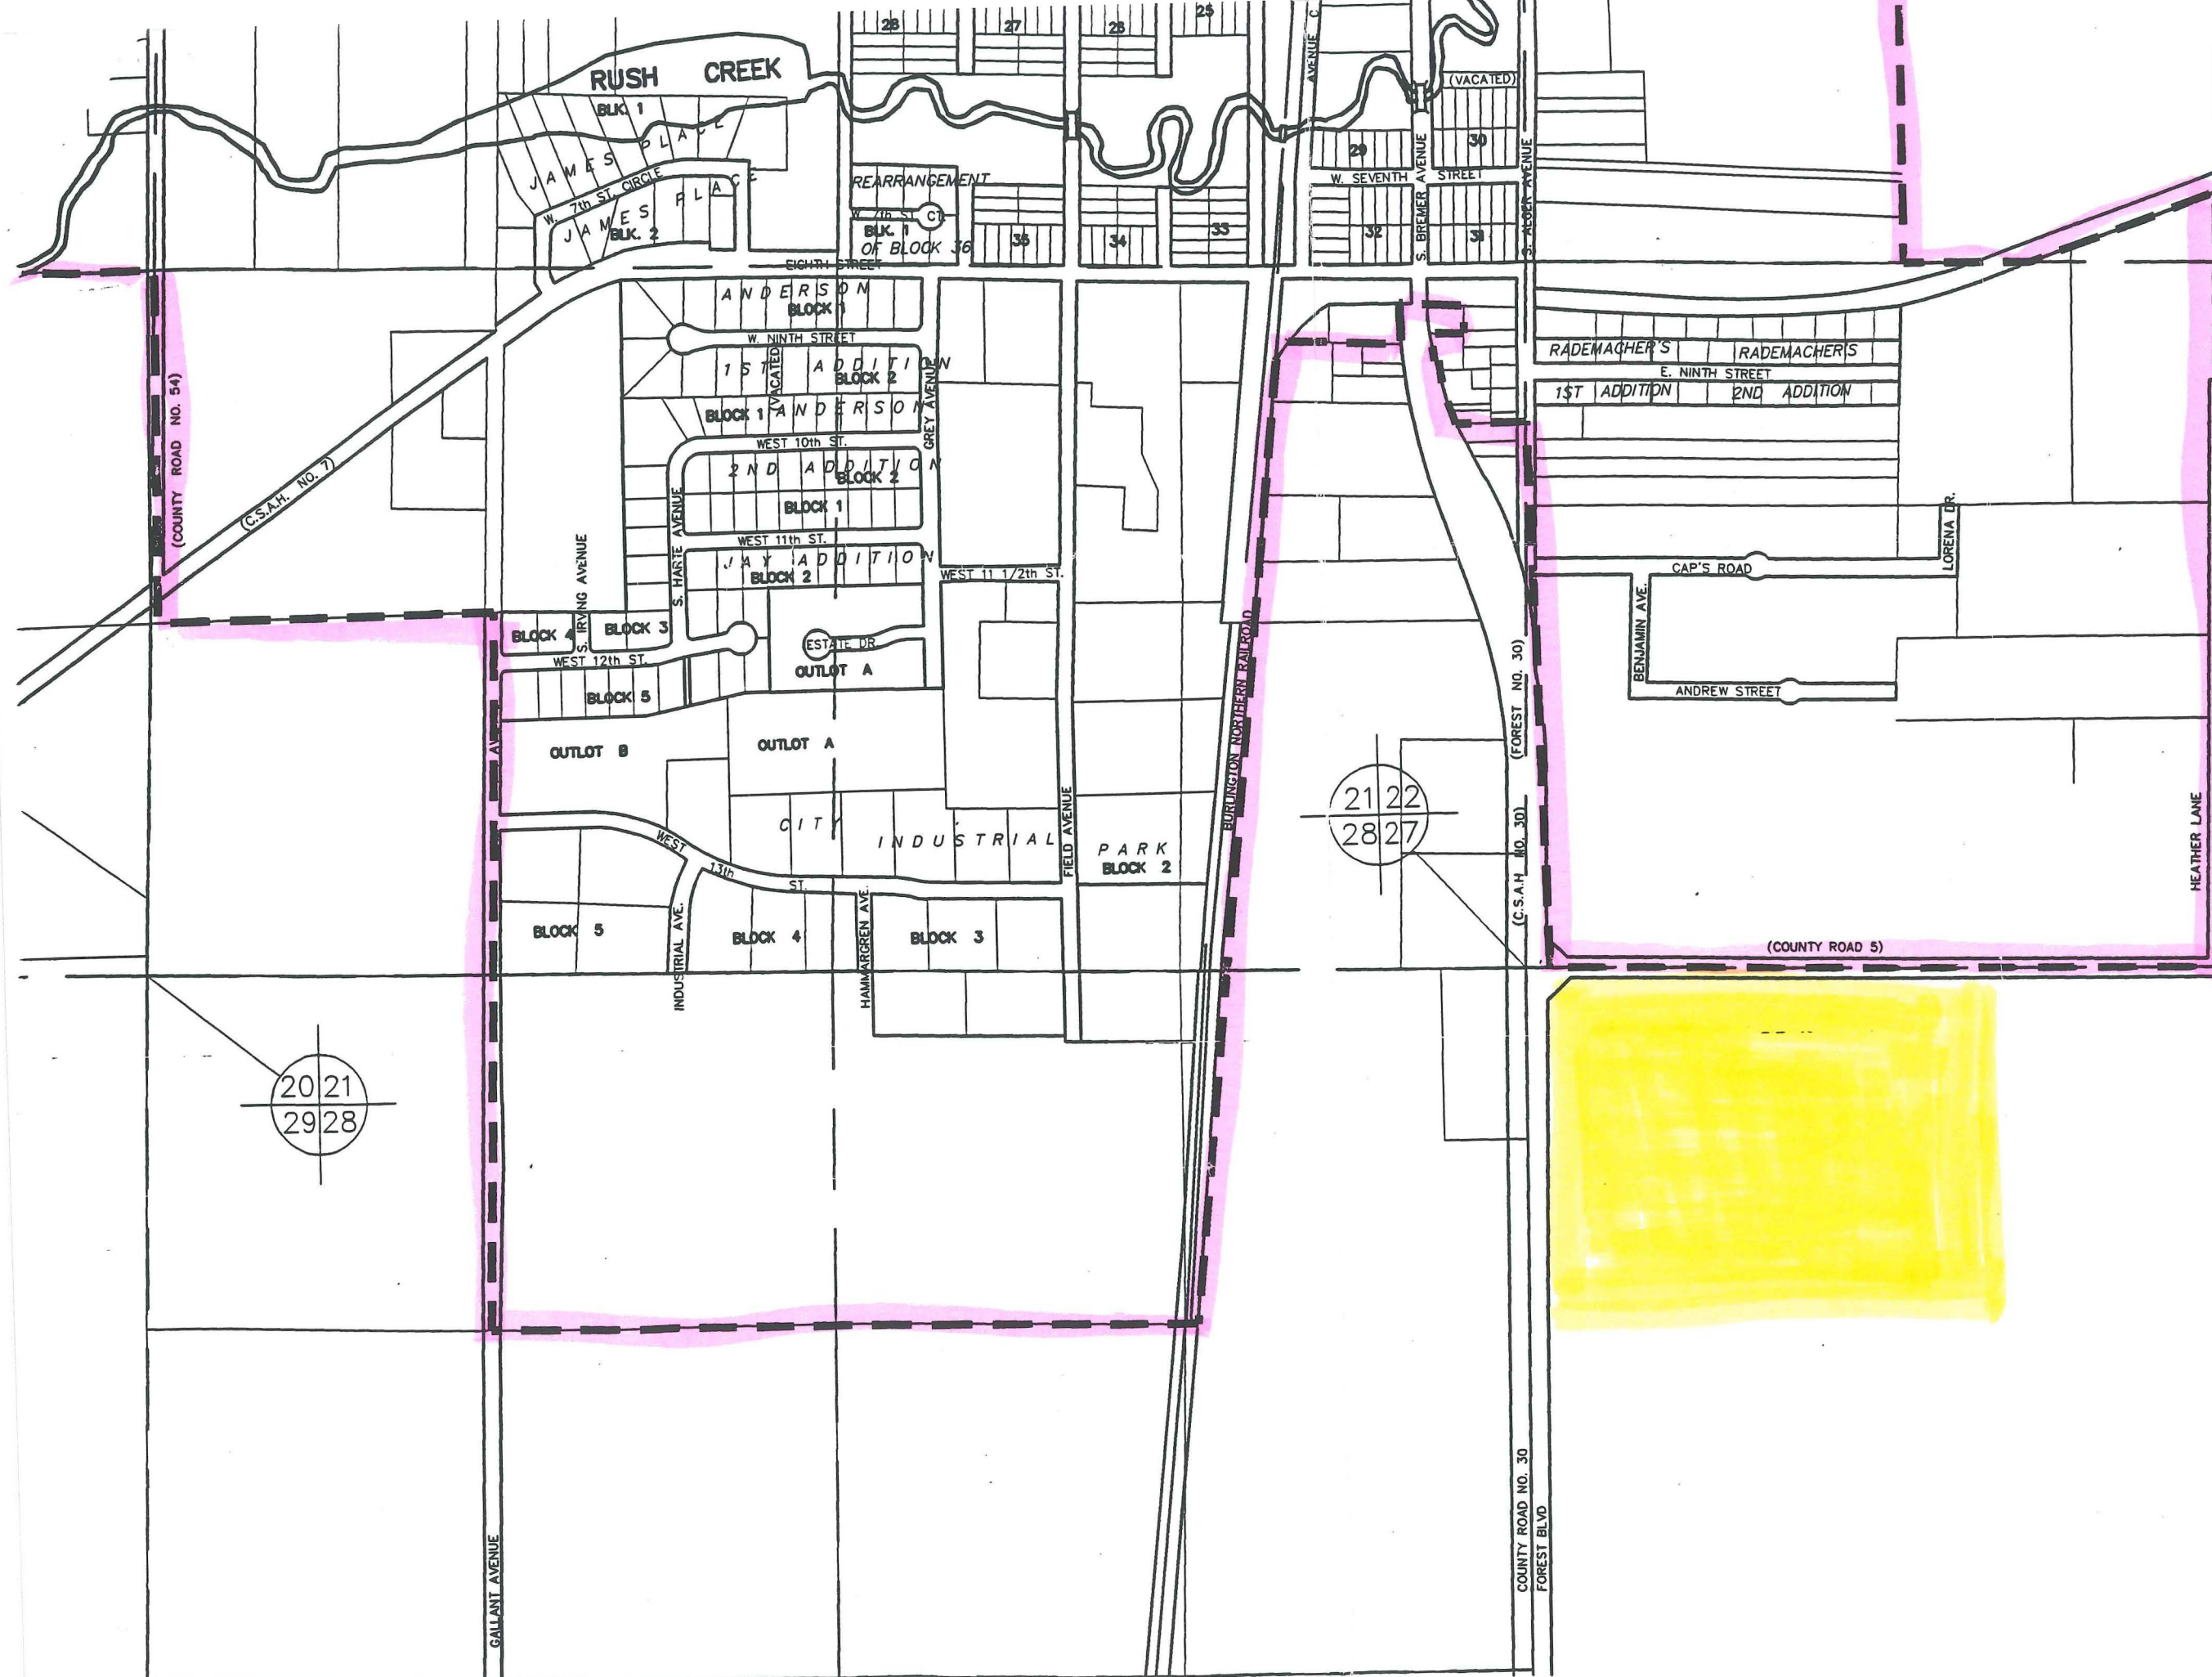 28
27
26
25
AVENUE C
RUSH CREEK
BLK. 1
(VACATED)
JAMES PLACE
29
30
W. 7th ST. CIRCLE
JAMES PLACE
BLK. 2
REARRANGEMENT
W. 7th ST. CT.
BLK. 1
OF BLOCK 36
35
34
33
W. SEVENTH STREET
32
31
S. BREMER AVENUE
S. ALGER AVENUE
EIGHTH STREET
ANDERSON
BLOCK 1
W. NINTH STREET
1ST ADDITION
VACATED
BLOCK 2
BLOCK 1
ANDERSON
GREY AVENUE
WEST 10th ST.
2ND ADDITION
BLOCK 2
BLOCK 1
WEST 11th ST.
JAY ADDITION
BLOCK 2
WEST 11 1/2th ST.
RADEMACHER'S
RADEMACHER'S
E. NINTH STREET
1ST ADDITION
2ND ADDITION
(COUNTY ROAD NO. 54)
(C.S.A.H. NO. 7)
S. IRVING AVENUE
S. HARTE AVENUE
LORENA DR.
CAP'S ROAD
BENJAMIN AVE.
ANDREW STREET
BLOCK 4
BLOCK 3
WEST 12th ST.
ESTATE DR.
OUTLOT A
BLOCK 5
OUTLOT B
OUTLOT A
BURLINGTON NORTHERN RAILROAD
(FOREST NO. 30)
(C.S.A.H NO. 30)
21 22
28 27
CITY INDUSTRIAL PARK
BLOCK 2
FIELD AVENUE
WEST 13th ST.
HEATHER LANE
BLOCK 5
INDUSTRIAL AVE.
BLOCK 4
HAMMARGREN AVE.
BLOCK 3
(COUNTY ROAD 5)
20 21
29 28
GALLANT AVENUE
COUNTY ROAD NO. 30
FOREST BLVD